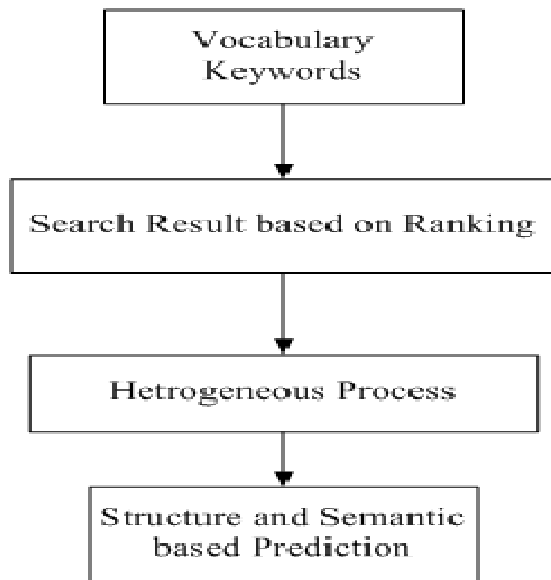 Vocabulary
Keywords
Search Result based on Ranking
Hetrogeneous Process
Structure and Semantic
based Prediction